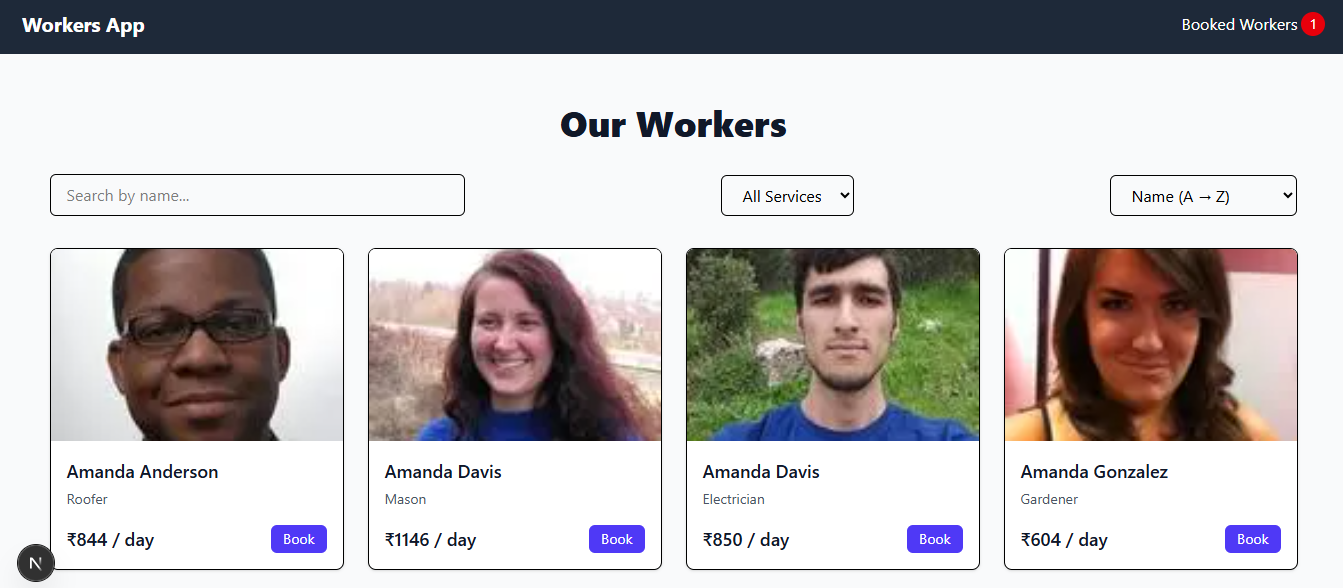 Workers App
Booked Workers 1
Our Workers
Search by name...
All Services
Name (A → Z)
Amanda Anderson
Roofer
₹844 / day
Book
Amanda Davis
Mason
₹1146 / day
Book
Amanda Davis
Electrician
₹850 / day
Book
Amanda Gonzalez
Gardener
₹604 / day
Book
N